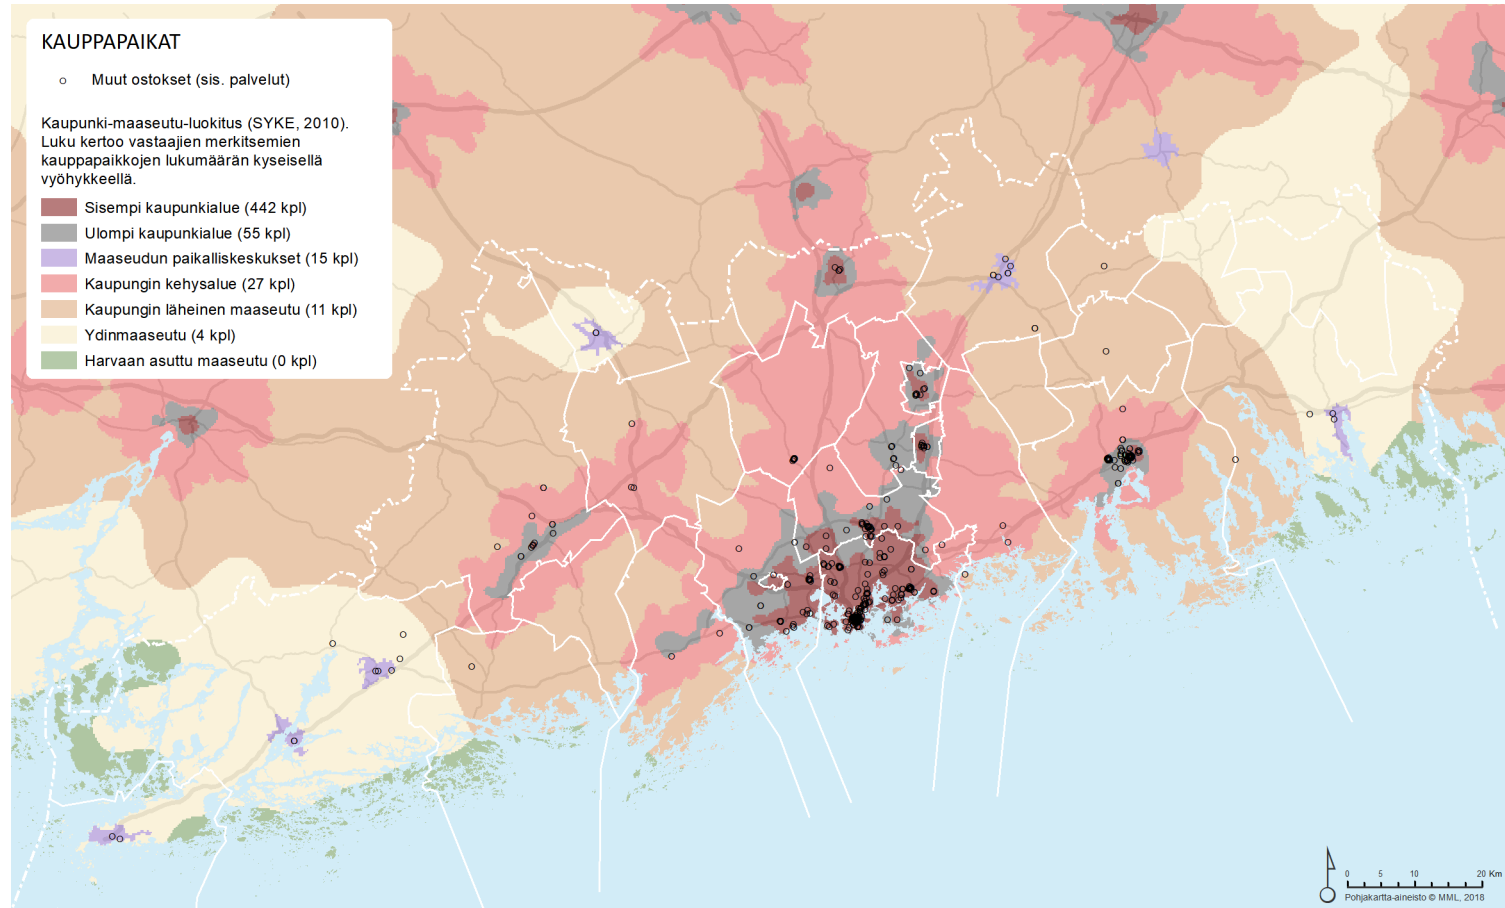 KAUPPAPAIKAT
Muut ostokset (sis. palvelut)
Kaupunki-maaseutu-luokitus (SYKE, 2010).
Luku kertoo vastaajien merkitsemien
kauppapaikkojen lukumäärän kyseisellä
vyöhykkeellä.
Sisempi kaupunkialue (442 kpl)
Ulompi kaupunkialue (55 kpl)
Maaseudun paikalliskeskukset (15 kpl)
Kaupungin kehysalue (27 kpl)
Kaupungin läheinen maaseutu (11 kpl)
Ydinmaaseutu (4 kpl)
Harvaan asuttu maaseutu (0 kpl)
0 5 10 20 Km
Pohjakartta-aineisto © MML, 2018